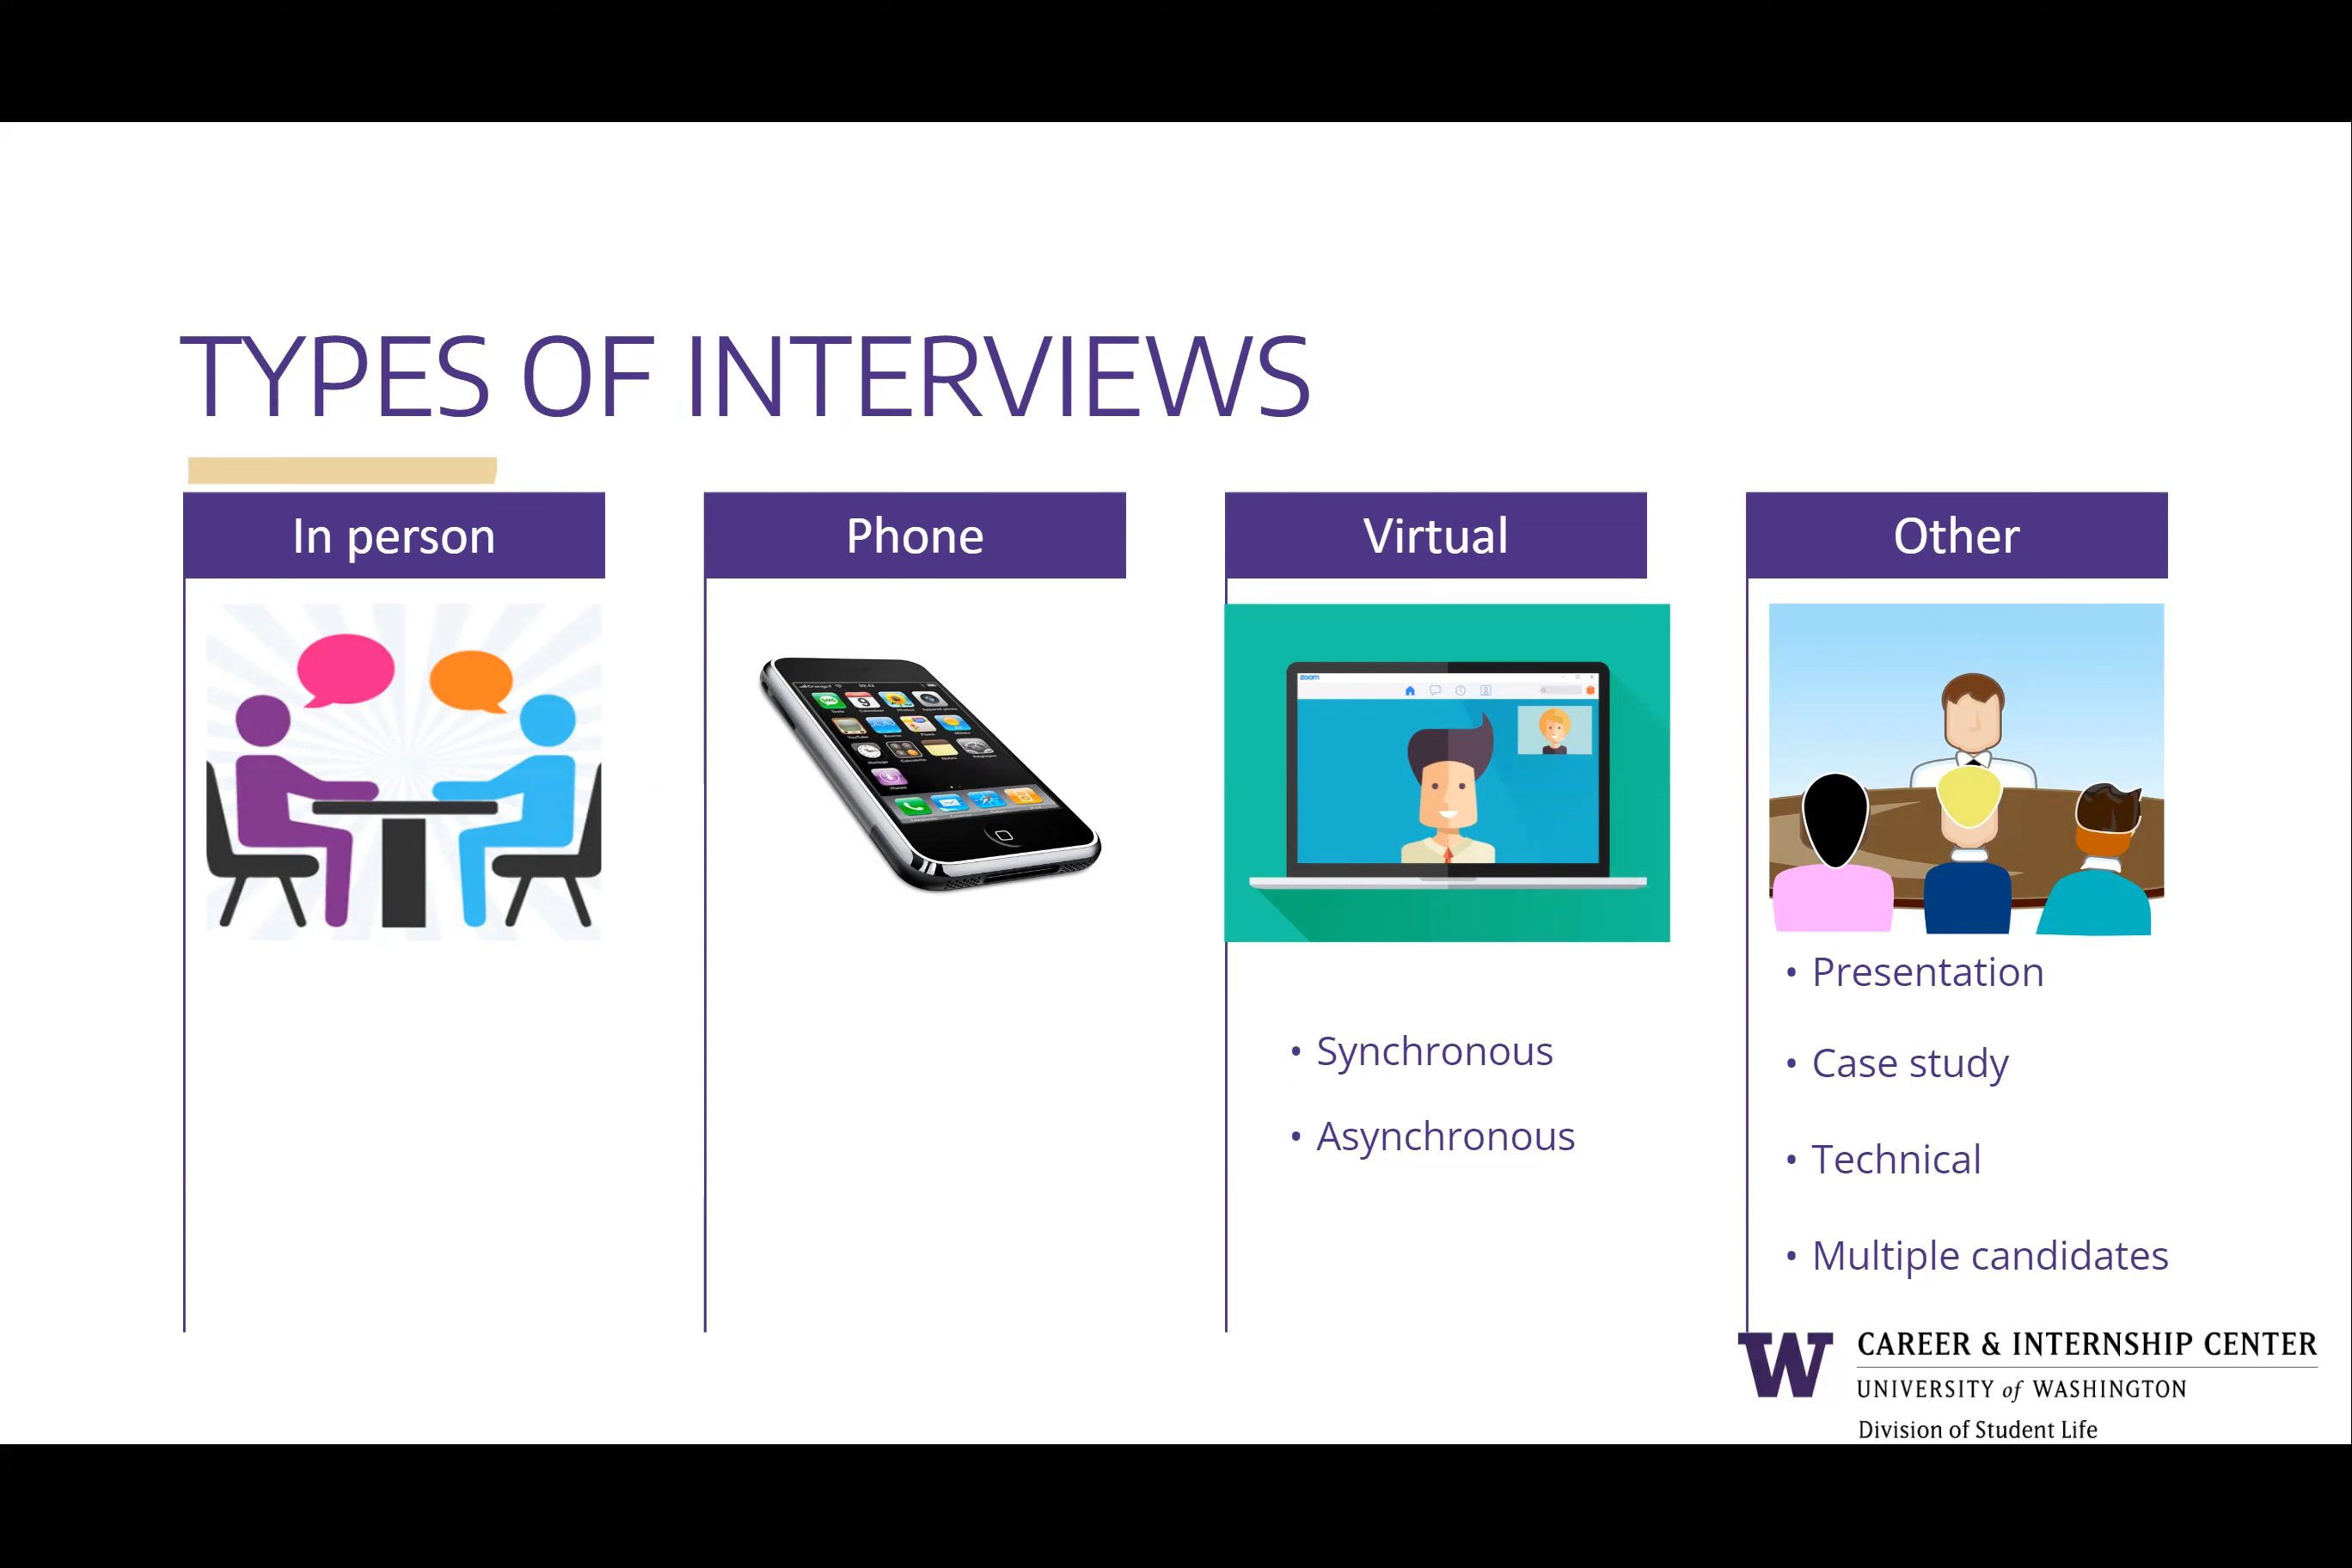 TYPES OF INTERVIEWS
In person
Phone
Virtual
zoom
• Synchronous
• Asynchronous
Other
• Presentation
• Case study
• Technical
• Multiple candidates
W
CAREER & INTERNSHIP CENTER
UNIVERSITY of WASHINGTON
Division of Student Life